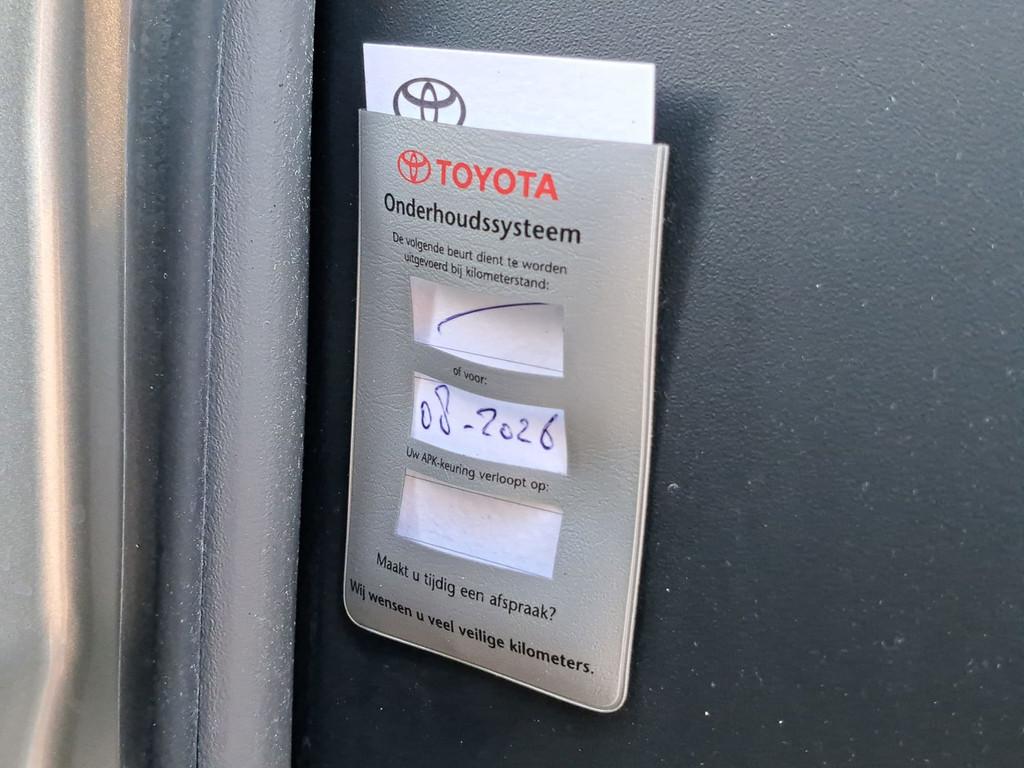 TOYOTA
Onderhoudssysteem
De volgende beurt dient te worden
uitgevoerd bij kilometerstand:
of voor:
08-2026
Uw APK-keuring verloopt op:
Maakt u tijdig een afspraak?
Wij wensen u veel veilige kilometers.